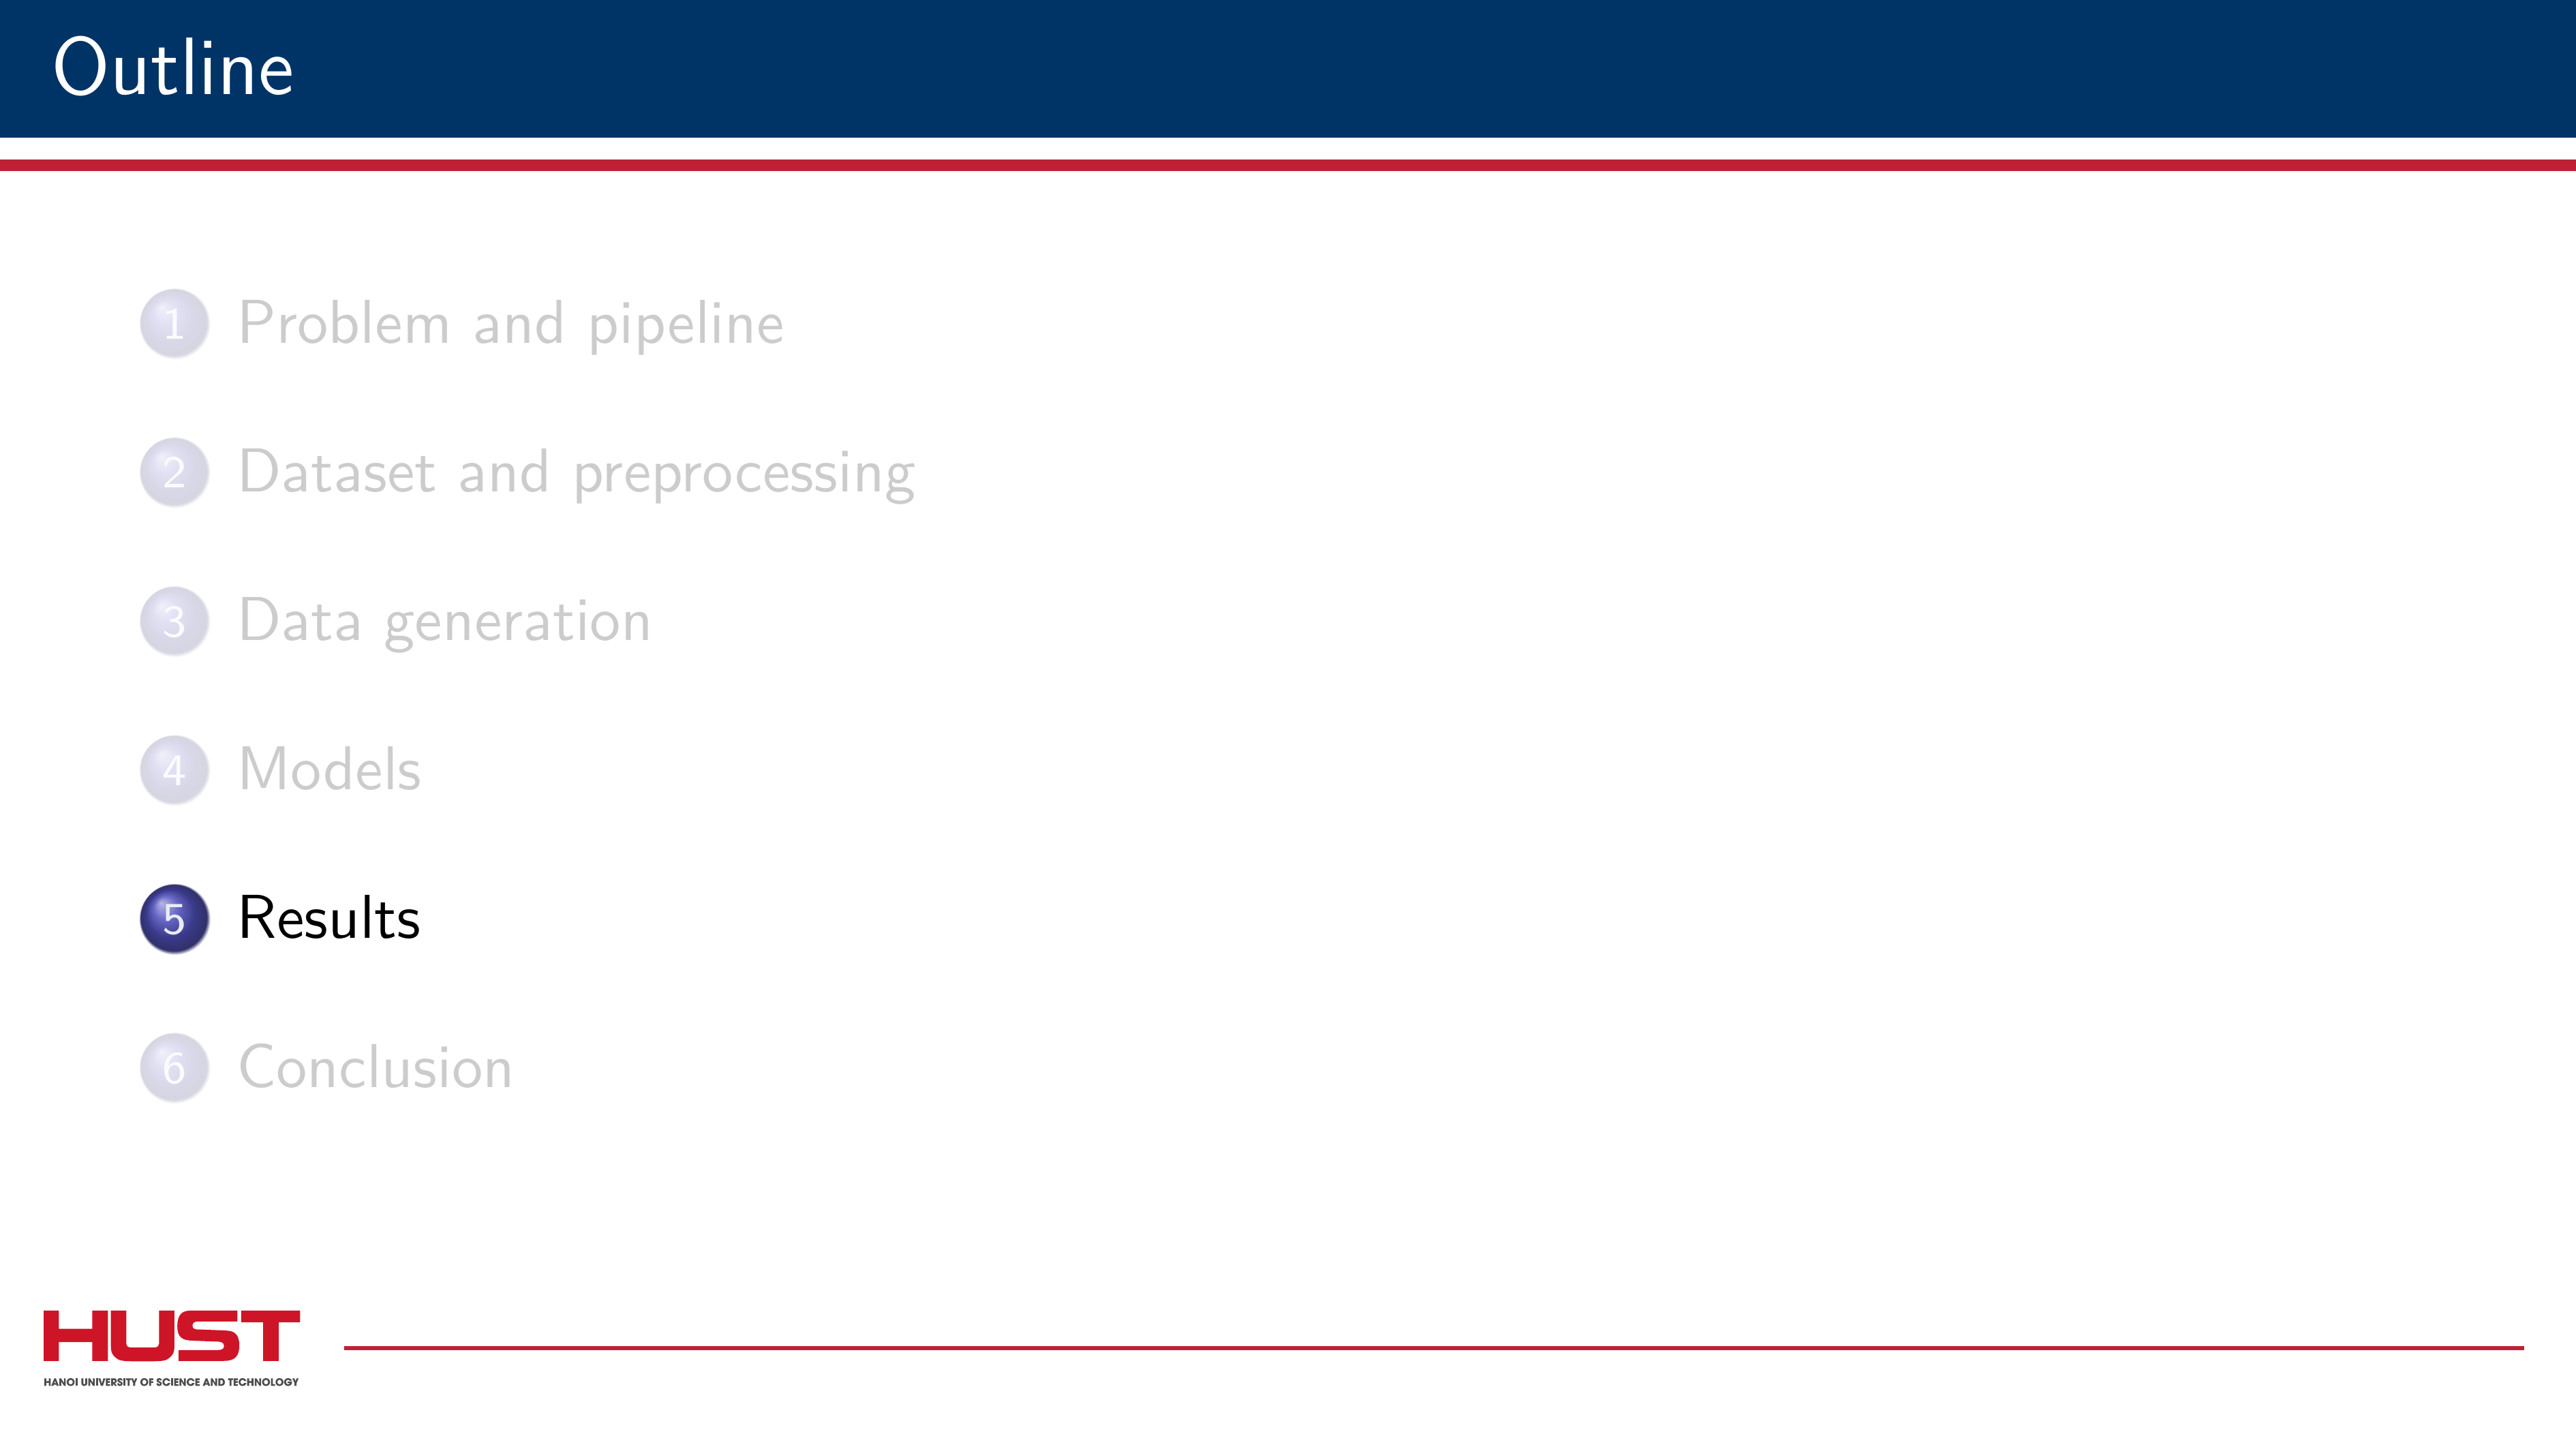 Outline
1 Problem and pipeline
2 Dataset and preprocessing
3 Data generation
4 Models
5 Results
6 Conclusion
HUST
HANOI UNIVERSITY OF SCIENCE AND TECHNOLOGY